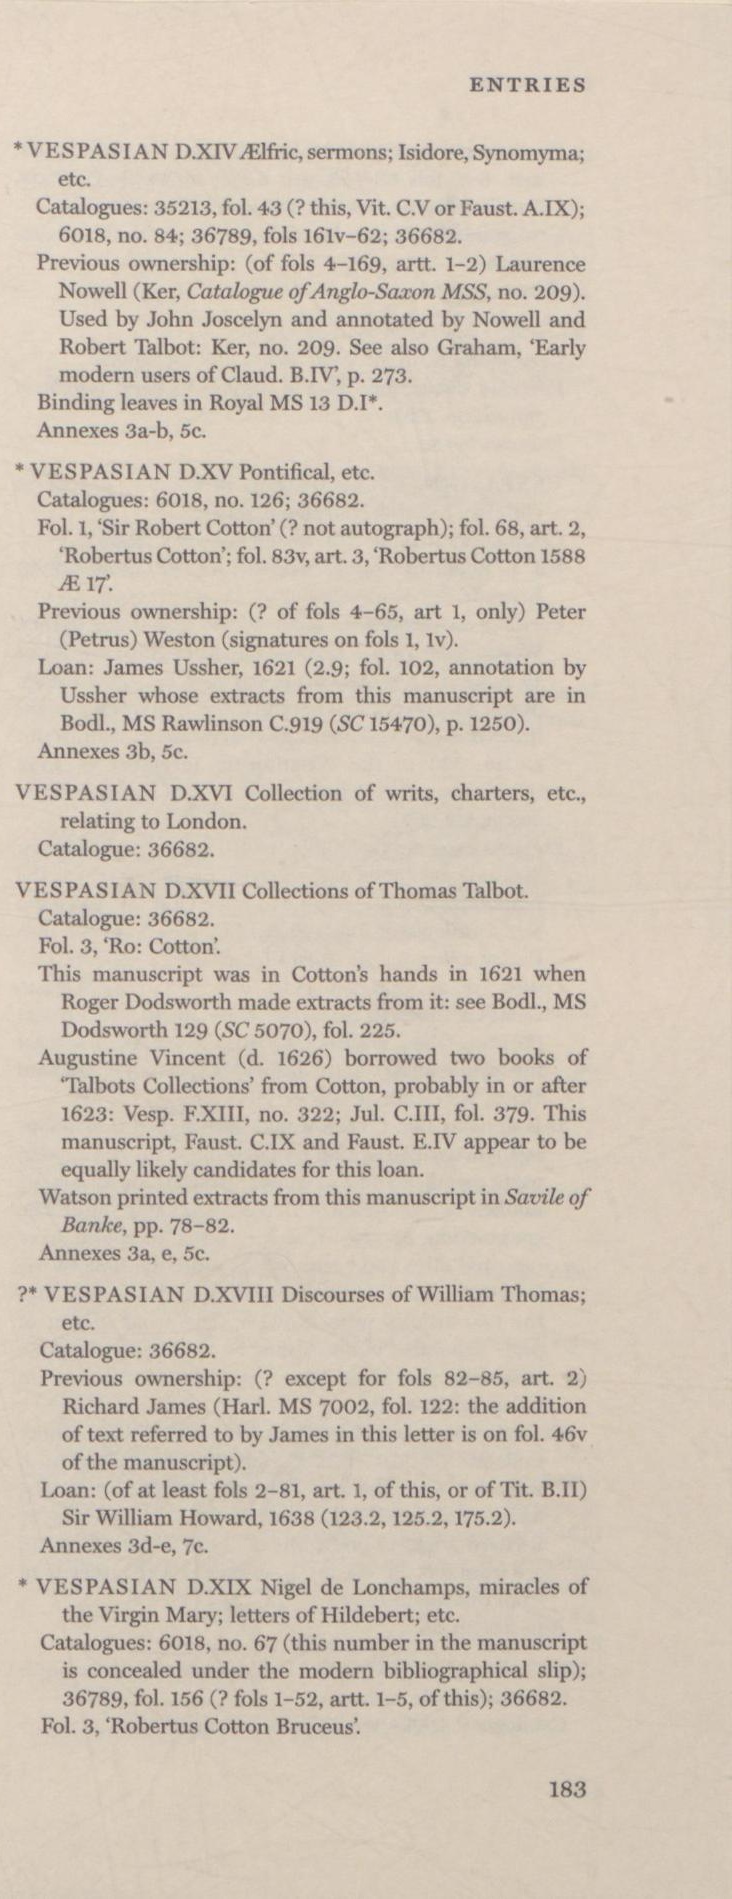 ENTRIES
* VESPASIAN D.XIV Ælfric, sermons; Isidore, Synomyma;
etc.
Catalogues: 35213, fol. 43 (? this, Vit. C.V or Faust. A.IX);
6018, no. 84; 36789, fols 161v–62; 36682.
Previous ownership: (of fols 4–169, artt. 1–2) Laurence
Nowell (Ker, Catalogue of Anglo-Saxon MSS, no. 209).
Used by John Joscelyn and annotated by Nowell and
Robert Talbot: Ker, no. 209. See also Graham, ‘Early
modern users of Claud. B.IV’, p. 273.
Binding leaves in Royal MS 13 D.I*.
Annexes 3a-b, 5c.
* VESPASIAN D.XV Pontifical, etc.
Catalogues: 6018, no. 126; 36682.
Fol. 1, ‘Sir Robert Cotton’ (? not autograph); fol. 68, art. 2,
‘Robertus Cotton’; fol. 83v, art. 3, ‘Robertus Cotton 1588
Æ 17’.
Previous ownership: (? of fols 4–65, art 1, only) Peter
(Petrus) Weston (signatures on fols 1, 1v).
Loan: James Ussher, 1621 (2.9; fol. 102, annotation by
Ussher whose extracts from this manuscript are in
Bodl., MS Rawlinson C.919 (SC 15470), p. 1250).
Annexes 3b, 5c.
VESPASIAN D.XVI Collection of writs, charters, etc.,
relating to London.
Catalogue: 36682.
VESPASIAN D.XVII Collections of Thomas Talbot.
Catalogue: 36682.
Fol. 3, ‘Ro: Cotton’.
This manuscript was in Cotton’s hands in 1621 when
Roger Dodsworth made extracts from it: see Bodl., MS
Dodsworth 129 (SC 5070), fol. 225.
Augustine Vincent (d. 1626) borrowed two books of
‘Talbots Collections’ from Cotton, probably in or after
1623: Vesp. F.XIII, no. 322; Jul. C.III, fol. 379. This
manuscript, Faust. C.IX and Faust. E.IV appear to be
equally likely candidates for this loan.
Watson printed extracts from this manuscript in Savile of
Banke, pp. 78–82.
Annexes 3a, e, 5c.
?* VESPASIAN D.XVIII Discourses of William Thomas;
etc.
Catalogue: 36682.
Previous ownership: (? except for fols 82–85, art. 2)
Richard James (Harl. MS 7002, fol. 122: the addition
of text referred to by James in this letter is on fol. 46v
of the manuscript).
Loan: (of at least fols 2–81, art. 1, of this, or of Tit. B.II)
Sir William Howard, 1638 (123.2, 125.2, 175.2).
Annexes 3d-e, 7c.
* VESPASIAN D.XIX Nigel de Lonchamps, miracles of
the Virgin Mary; letters of Hildebert; etc.
Catalogues: 6018, no. 67 (this number in the manuscript
is concealed under the modern bibliographical slip);
36789, fol. 156 (? fols 1–52, artt. 1–5, of this); 36682.
Fol. 3, ‘Robertus Cotton Bruceus’.
183